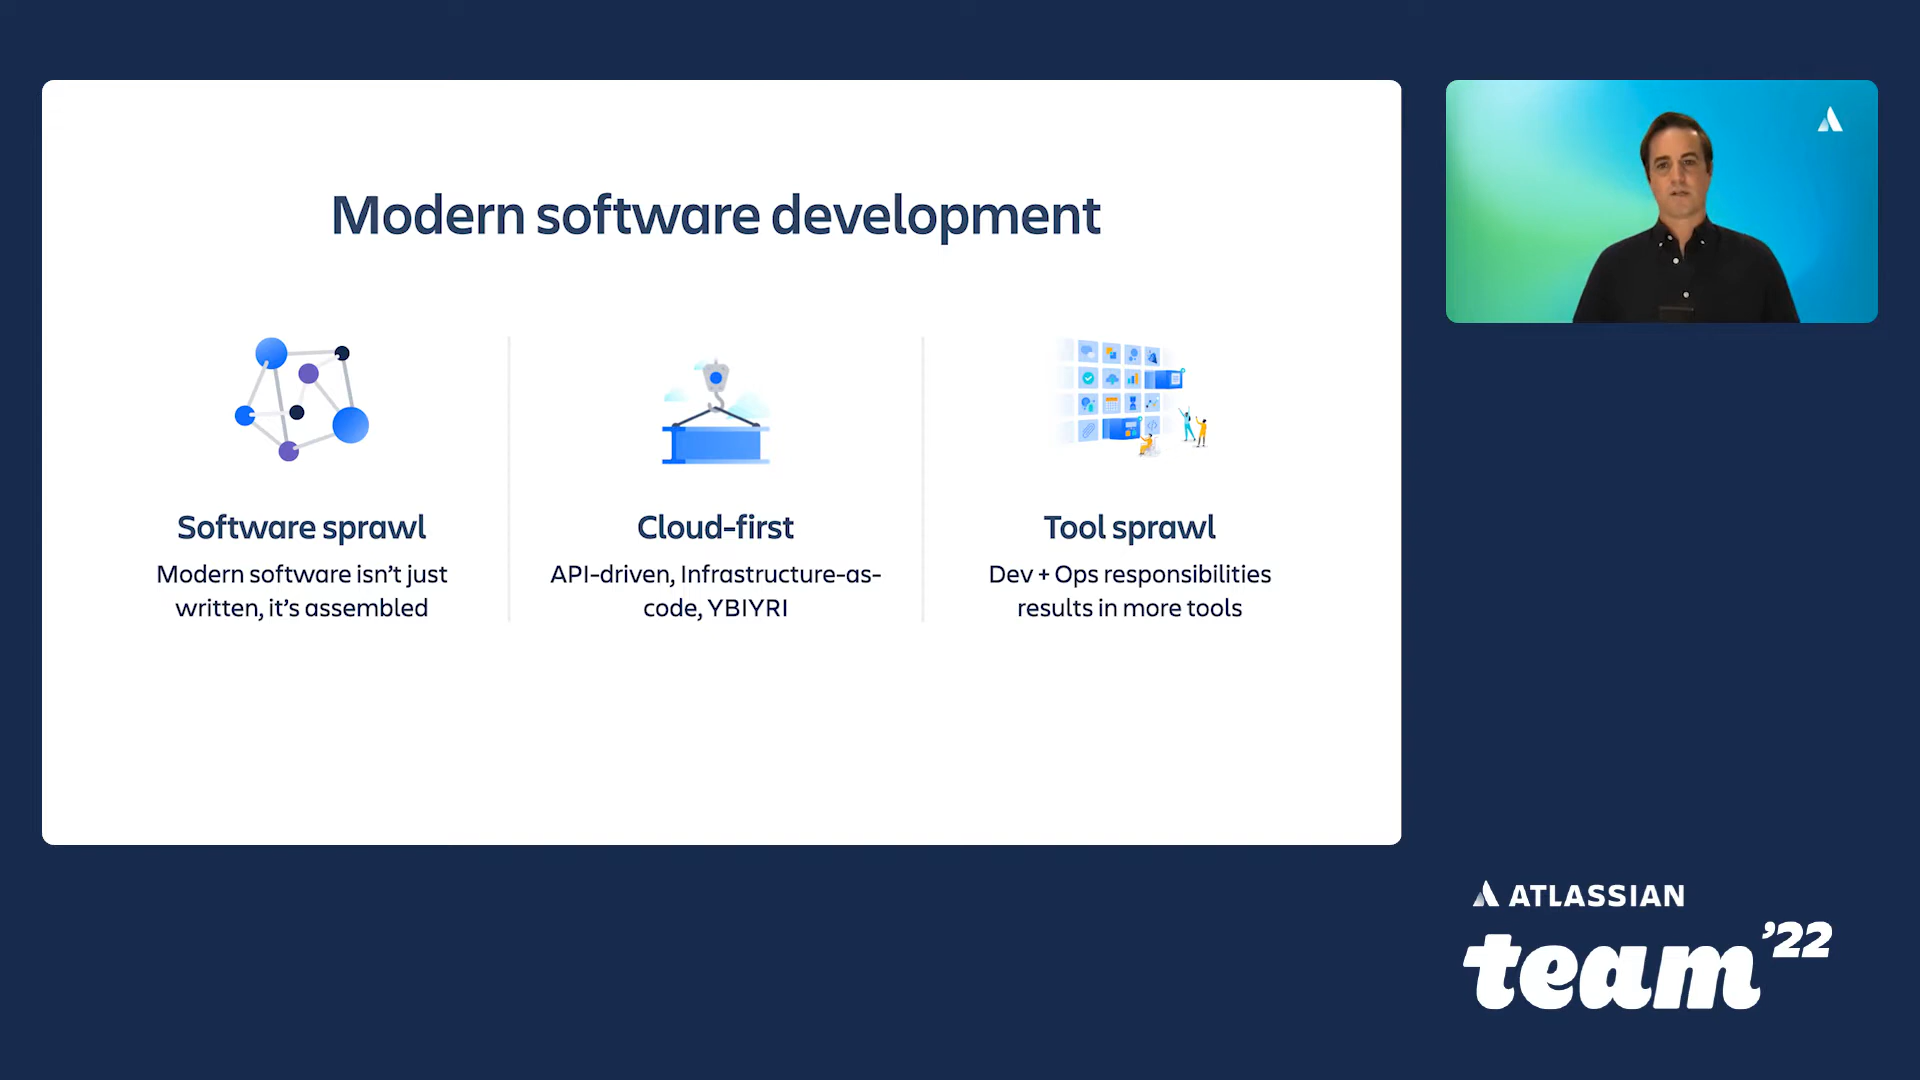 Modern software development
Software sprawl
Modern software isn’t just
written, it’s assembled
Cloud-first
API-driven, Infrastructure-as-
code, YBIYRI
Tool sprawl
Dev + Ops responsibilities
results in more tools
ATLASSIAN
team ’22